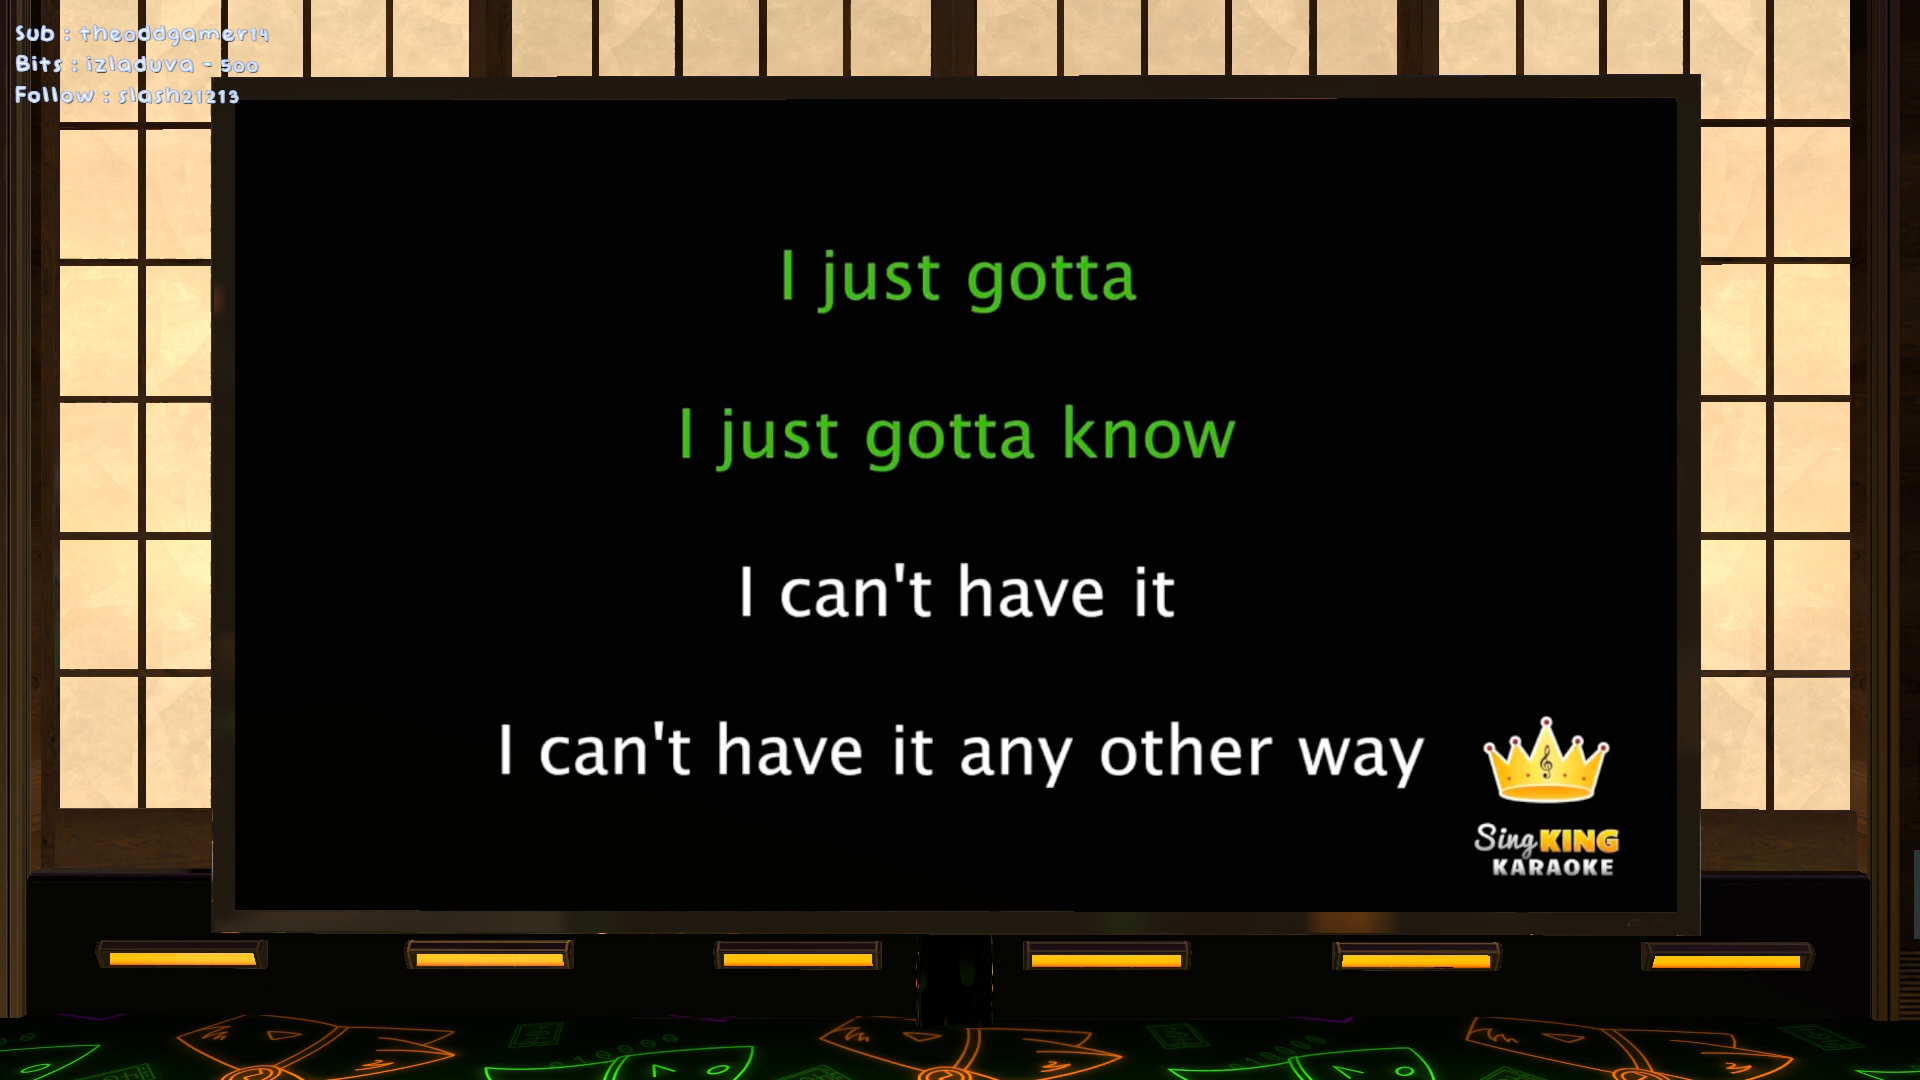 Sub : theoddgamer14
Bits : izladuva - 500
Follow : slash21213
I just gotta
I just gotta know
I can't have it
I can't have it any other way
Sing KING
KARAOKE